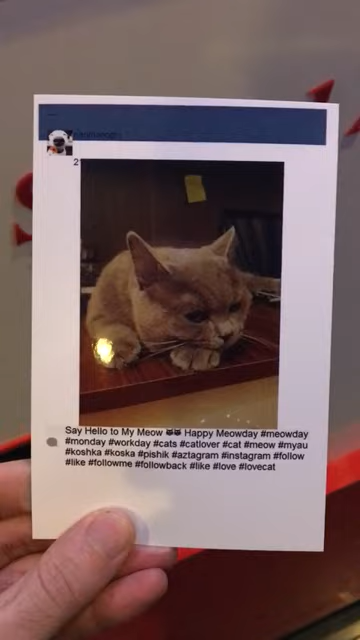 2
Say Hello to My Meow 🐱🐱 Happy Meowday #meowday
#monday #workday #cats #catlover #cat #meow #myau
#koshka #koska #pishik #aztagram #instagram #follow
#like #followme #followback #like #love #lovecat